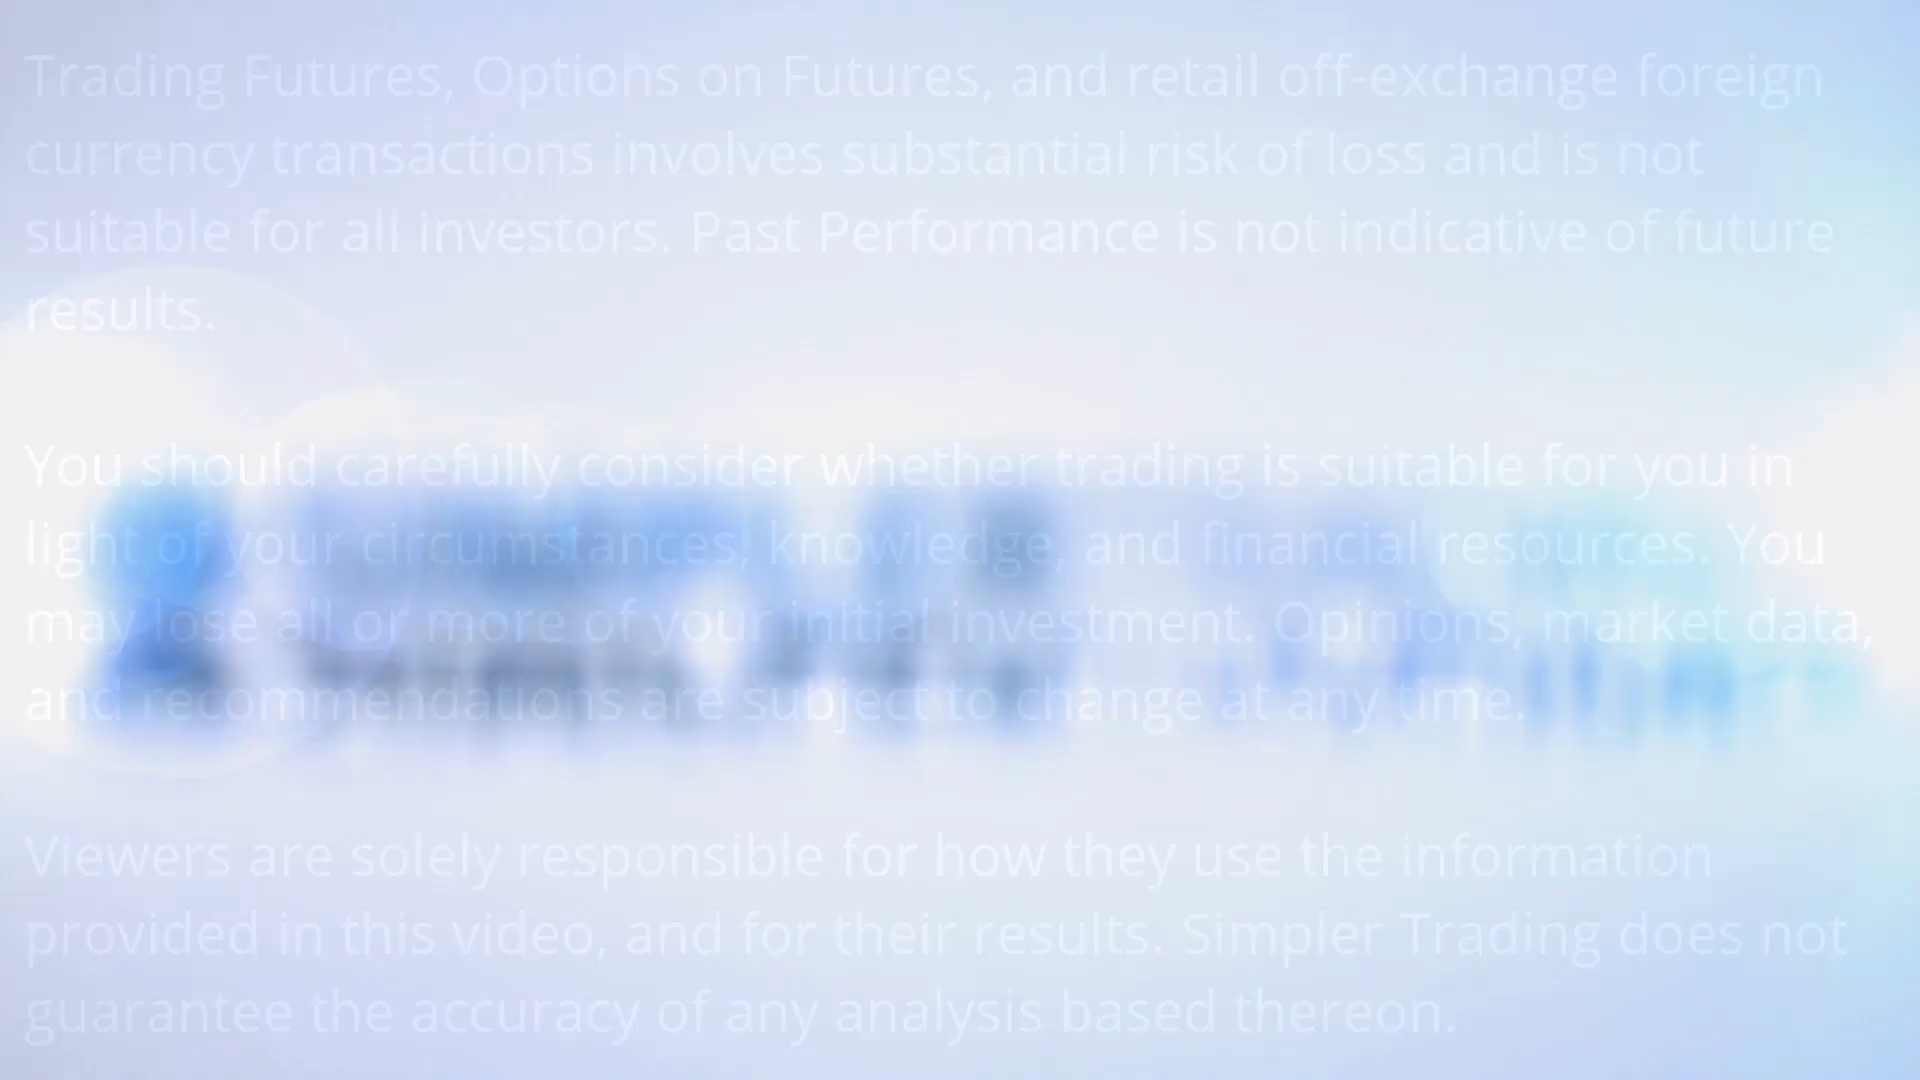 Trading Futures, Options on Futures, and retail off-exchange foreign
currency transactions involves substantial risk of loss and is not
suitable for all investors. Past Performance is not indicative of future
results.
You should carefully consider whether trading is suitable for you in
light of your circumstances, knowledge, and financial resources. You
may lose all or more of your initial investment. Opinions, market data,
and recommendations are subject to change at any time.
Viewers are solely responsible for how they use the information
provided in this video, and for their results. Simpler Trading does not
guarantee the accuracy of any analysis based thereon.